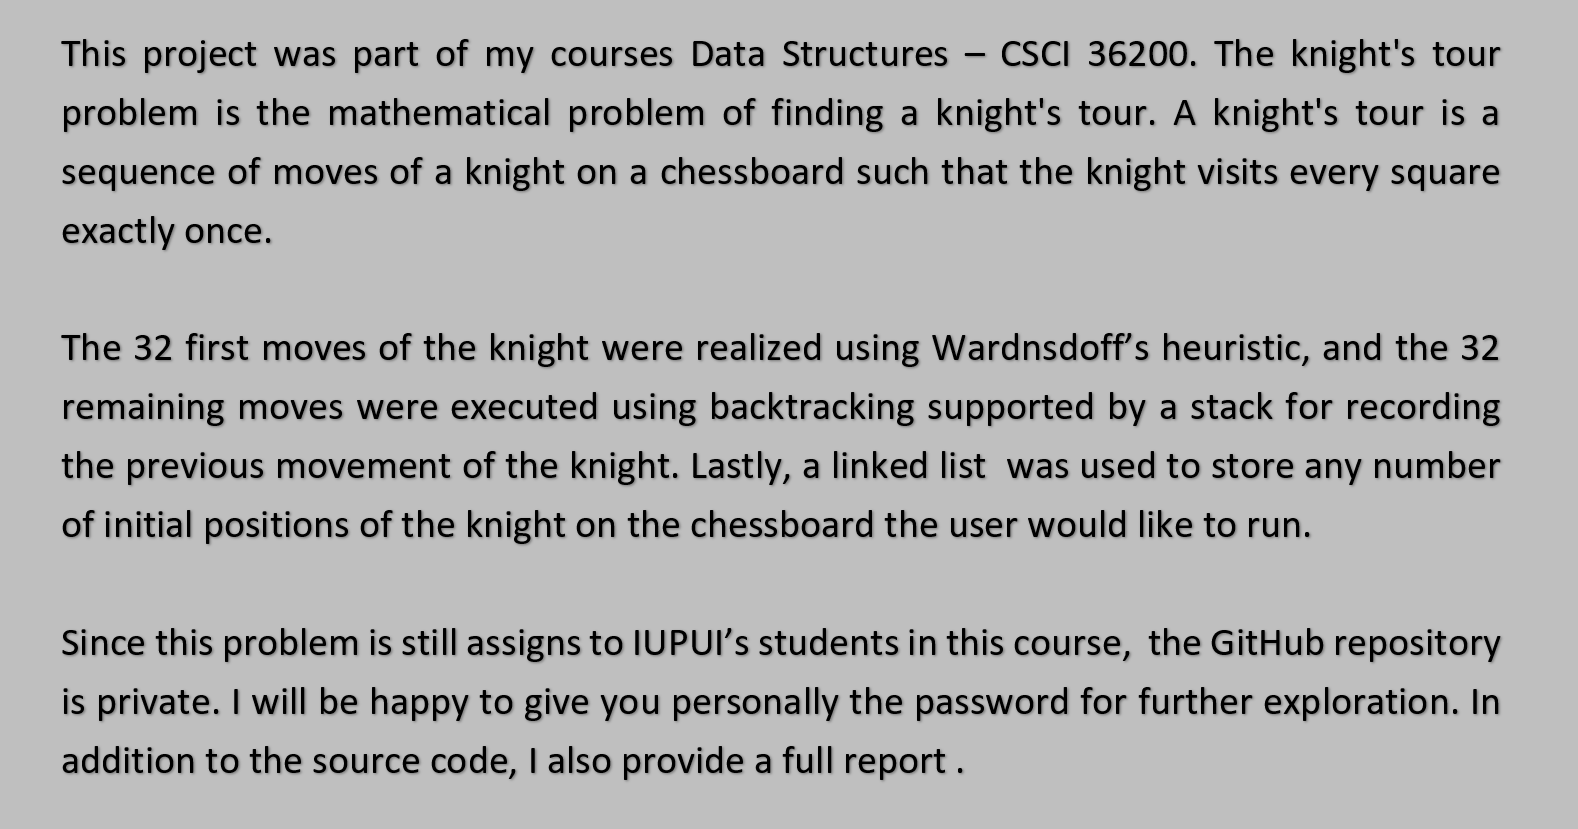 This project was part of my courses Data Structures – CSCI 36200. The knight's tour
problem is the mathematical problem of finding a knight's tour. A knight's tour is a
sequence of moves of a knight on a chessboard such that the knight visits every square
exactly once.
The 32 first moves of the knight were realized using Wardnsdoff’s heuristic, and the 32
remaining moves were executed using backtracking supported by a stack for recording
the previous movement of the knight. Lastly, a linked list  was used to store any number
of initial positions of the knight on the chessboard the user would like to run.
Since this problem is still assigns to IUPUI’s students in this course,  the GitHub repository
is private. I will be happy to give you personally the password for further exploration. In
addition to the source code, I also provide a full report .